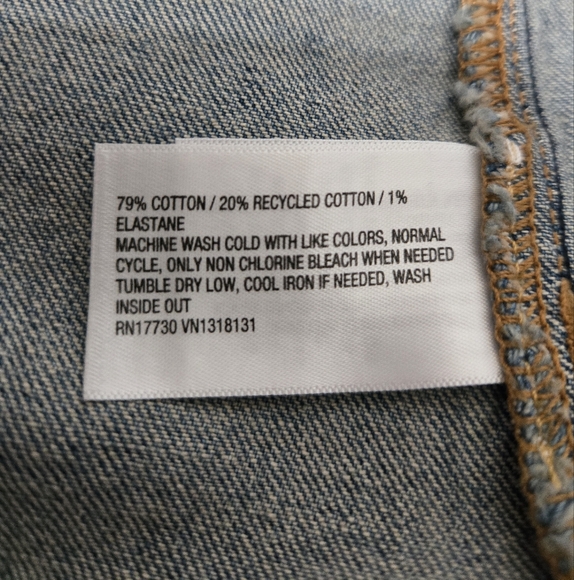 79% COTTON / 20% RECYCLED COTTON / 1%
ELASTANE
MACHINE WASH COLD WITH LIKE COLORS, NORMAL
CYCLE, ONLY NON CHLORINE BLEACH WHEN NEEDED
TUMBLE DRY LOW, COOL IRON IF NEEDED, WASH
INSIDE OUT
RN17730 VN1318131